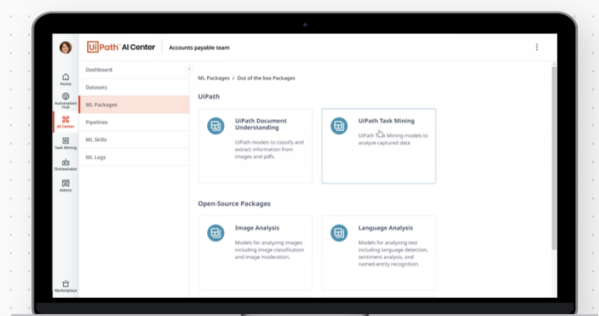 UiPath™ AI Center
Accounts payable team
Home
Automation
Hub
AI Center
Task Mining
Orchestrator
Admin
Marketplace
Dashboard
Datasets
ML Packages
Pipelines
ML Skills
ML Logs
ML Packages / Out of the box Packages
UiPath
UiPath Document
Understanding
UiPath models to classify and
extract information from
images and pdfs.
UiPath Task Mining
UiPath Task Mining models to
analyze captured data
Open-Source Packages
Image Analysis
Models for analyzing images
including image classification
and image moderation.
Language Analysis
Models for analyzing text
including language detection,
sentiment analysis, and
named-entity recognition.